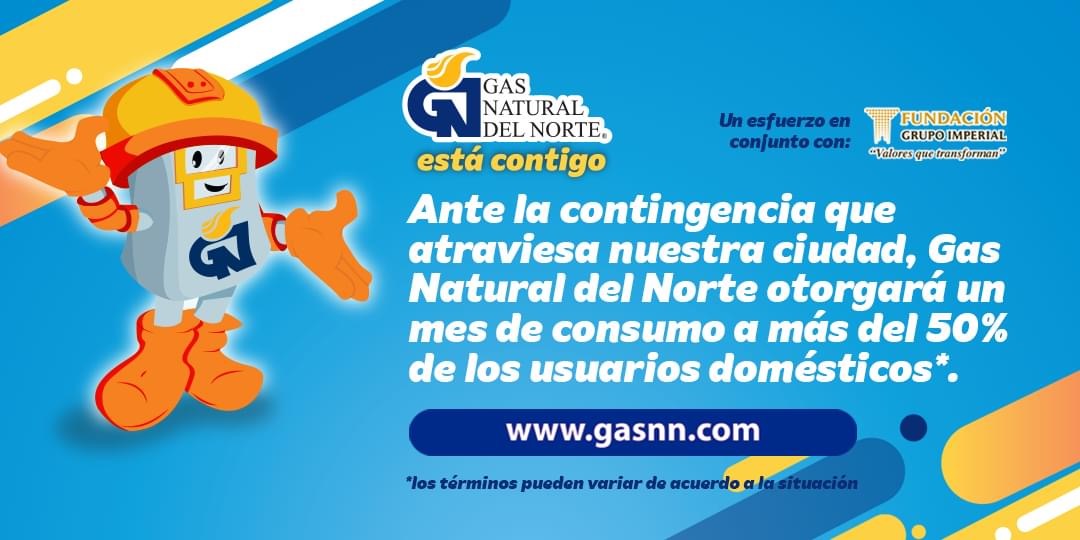 GAS
NATURAL
DEL NORTE®
GN
está contigo
Un esfuerzo en
conjunto con:
FUNDACIÓN
GRUPO IMPERIAL
"Valores que transforman"
GN
Ante la contingencia que
atraviesa nuestra ciudad, Gas
Natural del Norte otorgará un
mes de consumo a más del 50%
de los usuarios domésticos*.
www.gasnn.com
*los términos pueden variar de acuerdo a la situación